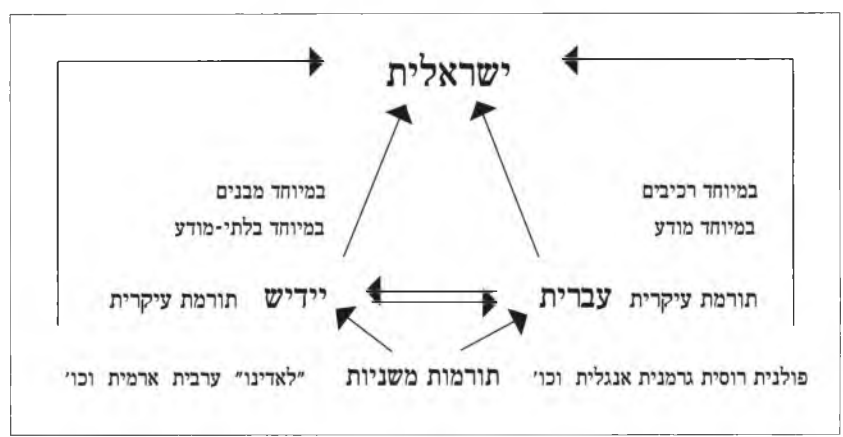 ישראלית
במיוחד רכיבים במיוחד מבנים
במיוחד מודע במיוחד בלתי-מודע
תורמת עיקרית עברית יידיש תורמת עיקרית
פולנית רוסית גרמנית אנגלית וכו' תורמות משניות "לאדינו" ערבית ארמית וכו'